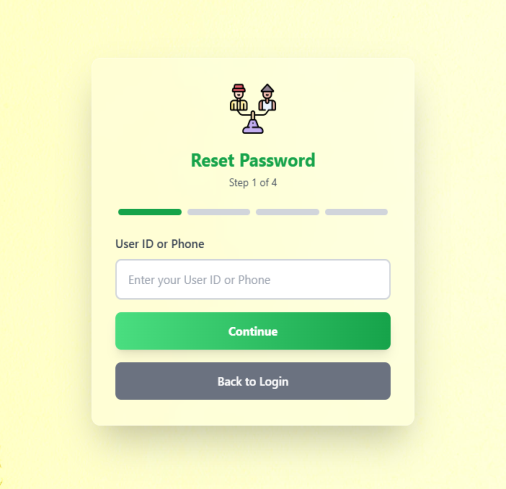 Reset Password
Step 1 of 4
User ID or Phone
Enter your User ID or Phone
Continue
Back to Login